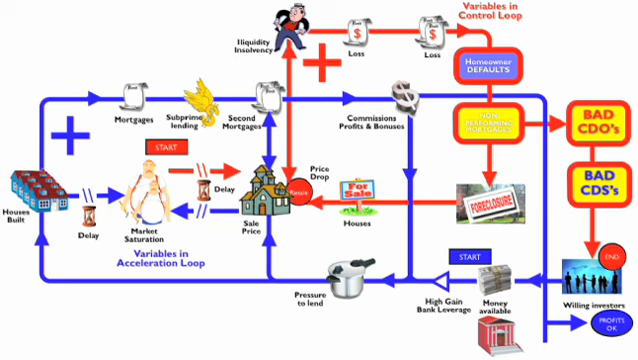 Variables in
Control Loop
Iliquidity
Insolvency
$
Loss
$
Loss
Homeowner
DEFAULTS
Mortgages
Subprime
lending
Second
Mortgages
$
Commissions
Profits & Bonuses
NON
PERFORMING
MORTGAGES
BAD
CDO's
START
Delay
Price
Drop
For
Sale
Houses
FORECLOSURE
BAD
CDS's
Houses
Built
Delay
Market
Saturation
Sale
Price
Variables in
Acceleration Loop
START
END
Pressure
to lend
High Gain
Bank Leverage
Money
available
Willing investors
PROFITS
OK